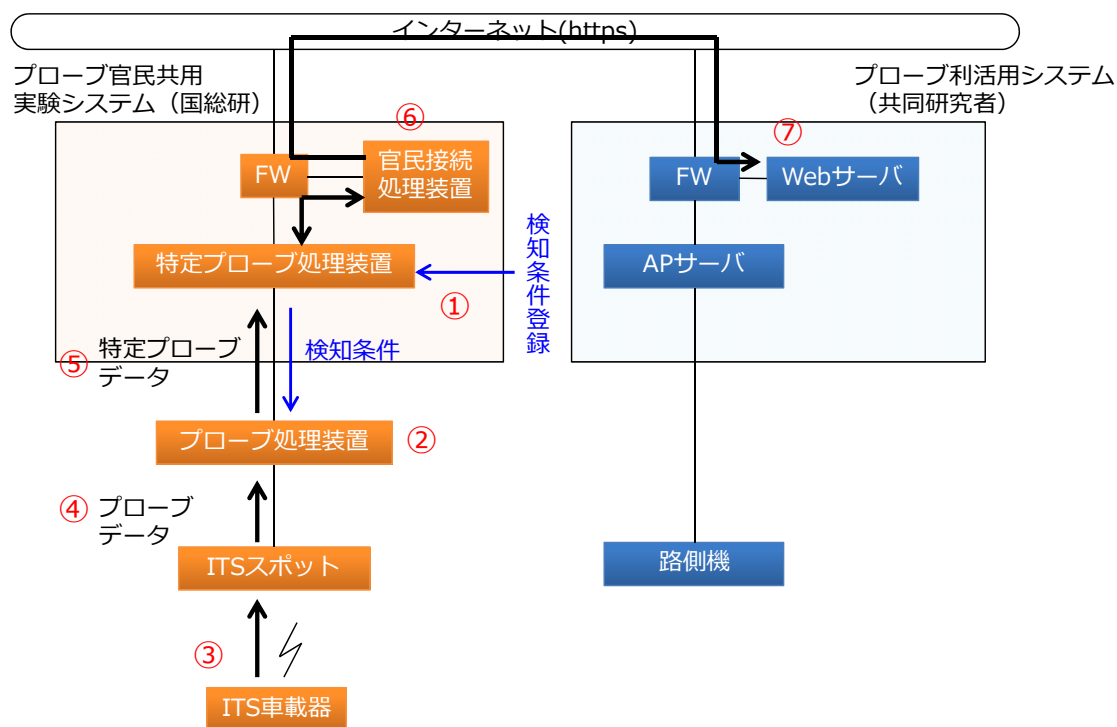 インターネット(https)
プローブ官民共用
実験システム（国総研）
プローブ利活用システム
（共同研究者）
⑥
⑦
FW
官民接続
処理装置
FW
Webサーバ
検知条件登録
特定プローブ処理装置
APサーバ
①
⑤
特定プローブ
データ
検知条件
プローブ処理装置
②
④
プローブ
データ
ITSスポット
路側機
③
ITS車載器